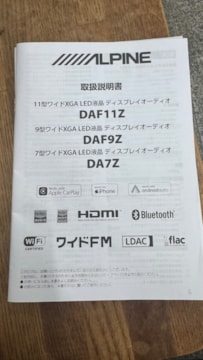 ALPINE
取扱説明書
11型ワイドXGA LED液晶 ディスプレイオーディオ
DAF11Z
9型ワイドXGA LED液晶 ディスプレイオーディオ
DAF9Z
7型ワイドXGA LED液晶 ディスプレイオーディオ
DA7Z
Apple CarPlay
iPhone
HDMI
Bluetooth
WiFi
ワイドFM
LDAC
flac